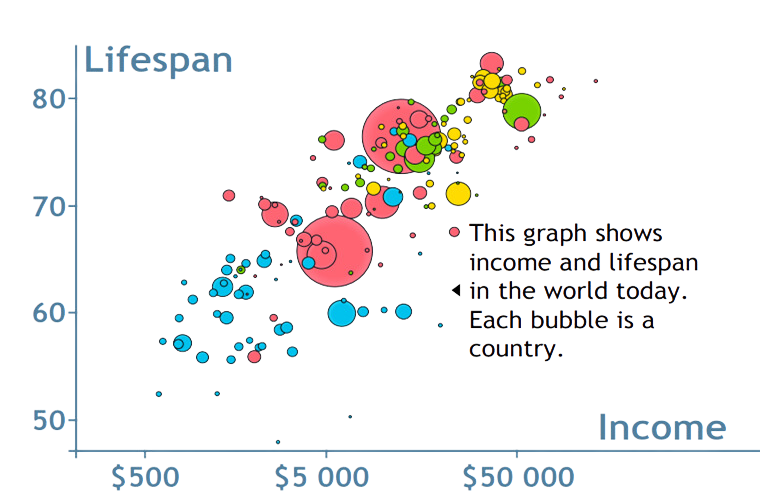 Lifespan
80
70
60
50
This graph shows
income and lifespan
in the world today.
Each bubble is a
country.
Income
$500
$5 000
$50 000